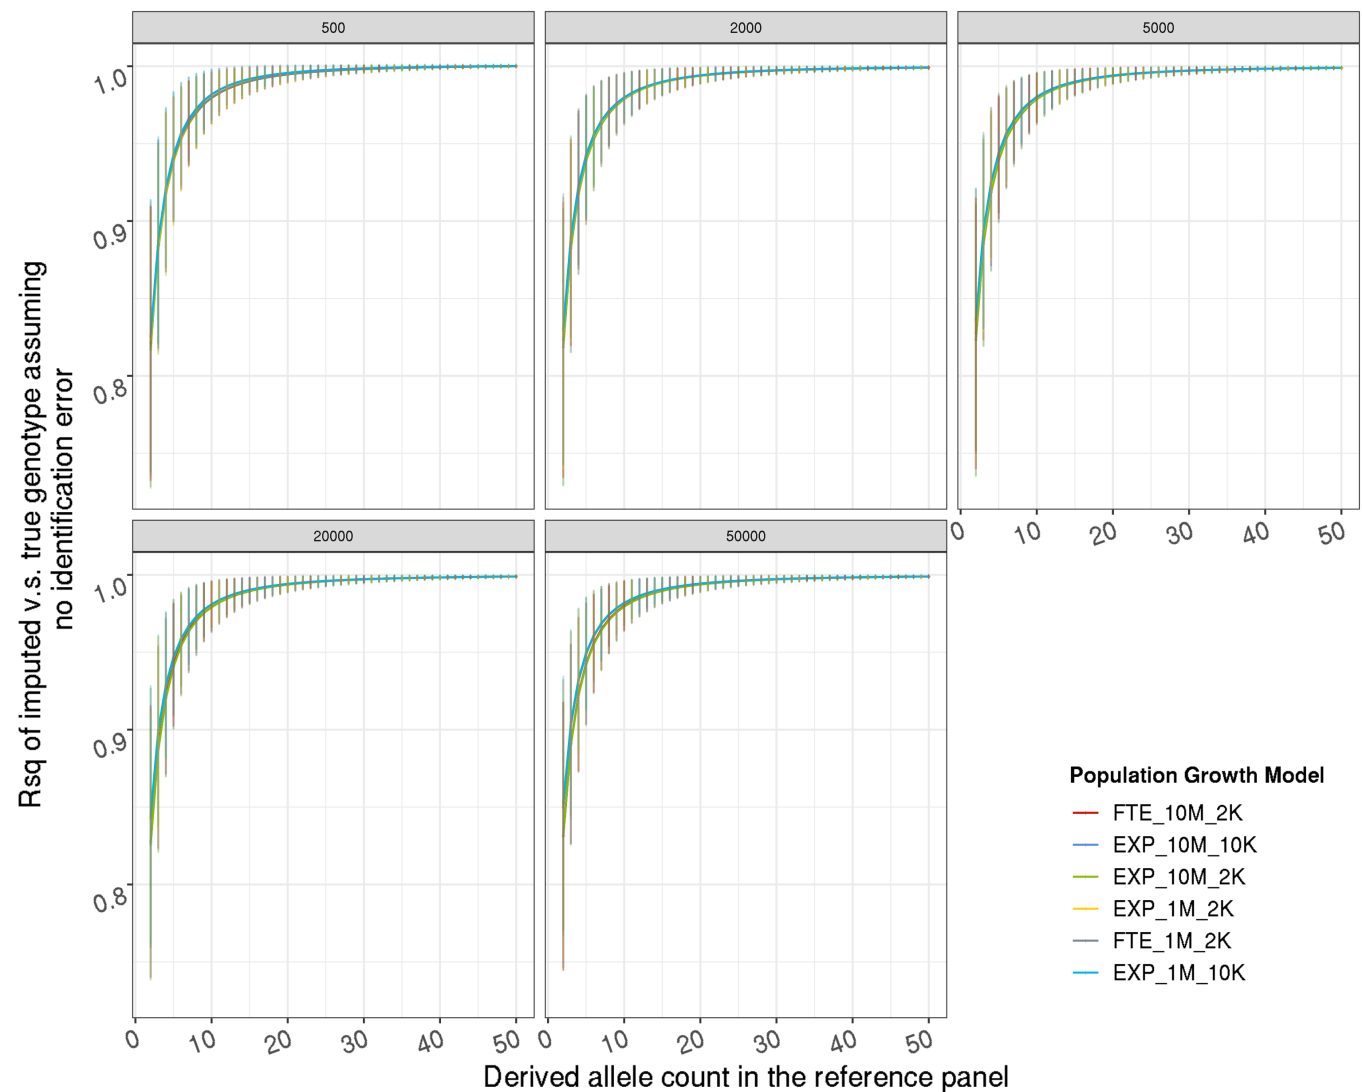 500
2000
5000
1.0
0.9
0.8
0
10
20
30
40
50
20000
50000
1.0
0.9
0.8
0
10
20
30
40
50
0
10
20
30
40
50
Rsq of imputed v.s. true genotype assuming
no identification error
Derived allele count in the reference panel
Population Growth Model
FTE_10M_2K
EXP_10M_10K
EXP_10M_2K
EXP_1M_2K
FTE_1M_2K
EXP_1M_10K